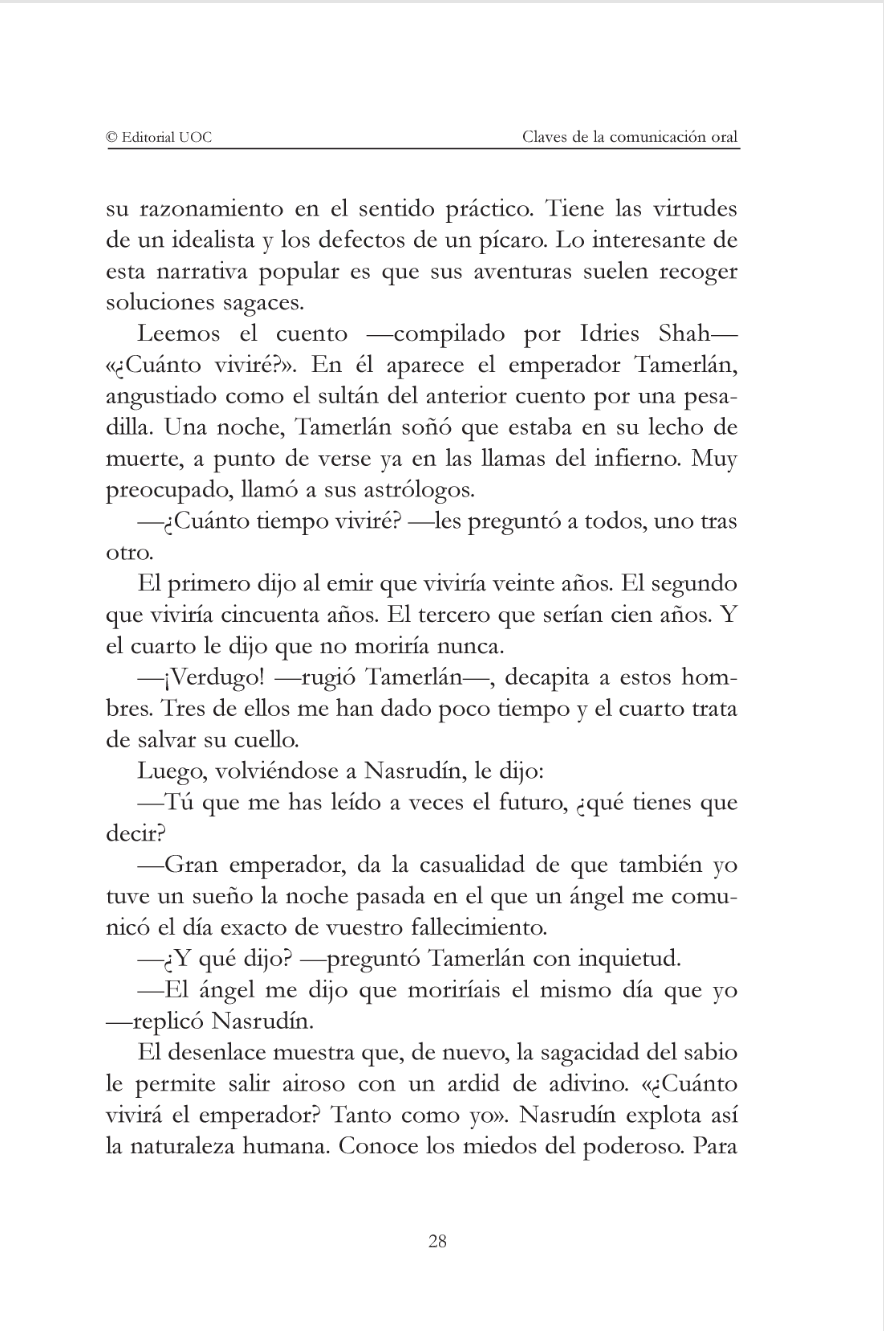 © Editorial UOC
Claves de la comunicación oral
su razonamiento en el sentido práctico. Tiene las virtudes
de un idealista y los defectos de un pícaro. Lo interesante de
esta narrativa popular es que sus aventuras suelen recoger
soluciones sagaces.
Leemos el cuento —compilado por Idries Shah—
«¿Cuánto viviré?». En él aparece el emperador Tamerlán,
angustiado como el sultán del anterior cuento por una pesa-
dilla. Una noche, Tamerlán soñó que estaba en su lecho de
muerte, a punto de verse ya en las llamas del infierno. Muy
preocupado, llamó a sus astrólogos.
—¿Cuánto tiempo viviré? —les preguntó a todos, uno tras
otro.
El primero dijo al emir que viviría veinte años. El segundo
que viviría cincuenta años. El tercero que serían cien años. Y
el cuarto le dijo que no moriría nunca.
—¡Verdugo! —rugió Tamerlán—, decapita a estos hom-
bres. Tres de ellos me han dado poco tiempo y el cuarto trata
de salvar su cuello.
Luego, volviéndose a Nasrudín, le dijo:
—Tú que me has leído a veces el futuro, ¿qué tienes que
decir?
—Gran emperador, da la casualidad de que también yo
tuve un sueño la noche pasada en el que un ángel me comu-
nicó el día exacto de vuestro fallecimiento.
—¿Y qué dijo? —preguntó Tamerlán con inquietud.
—El ángel me dijo que moriríais el mismo día que yo
—replicó Nasrudín.
El desenlace muestra que, de nuevo, la sagacidad del sabio
le permite salir airoso con un ardid de adivino. «¿Cuánto
vivirá el emperador? Tanto como yo». Nasrudín explota así
la naturaleza humana. Conoce los miedos del poderoso. Para
28